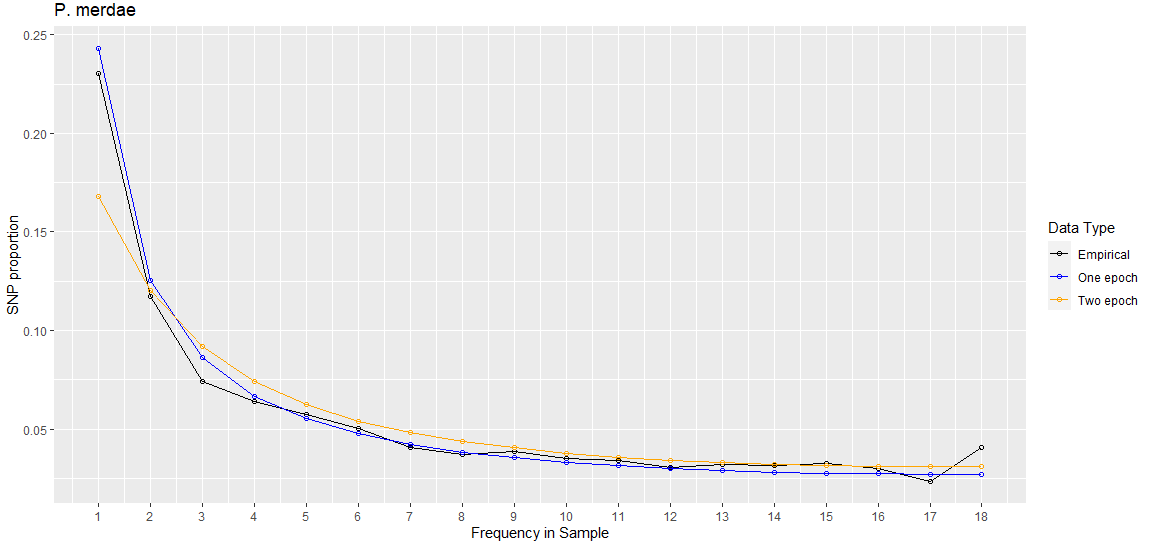 P. merdae
0.25
0.20
0.15
0.10
0.05
SNP proportion
1 2 3 4 5 6 7 8 9 10 11 12 13 14 15 16 17 18
Frequency in Sample
Data Type
Empirical
One epoch
Two epoch